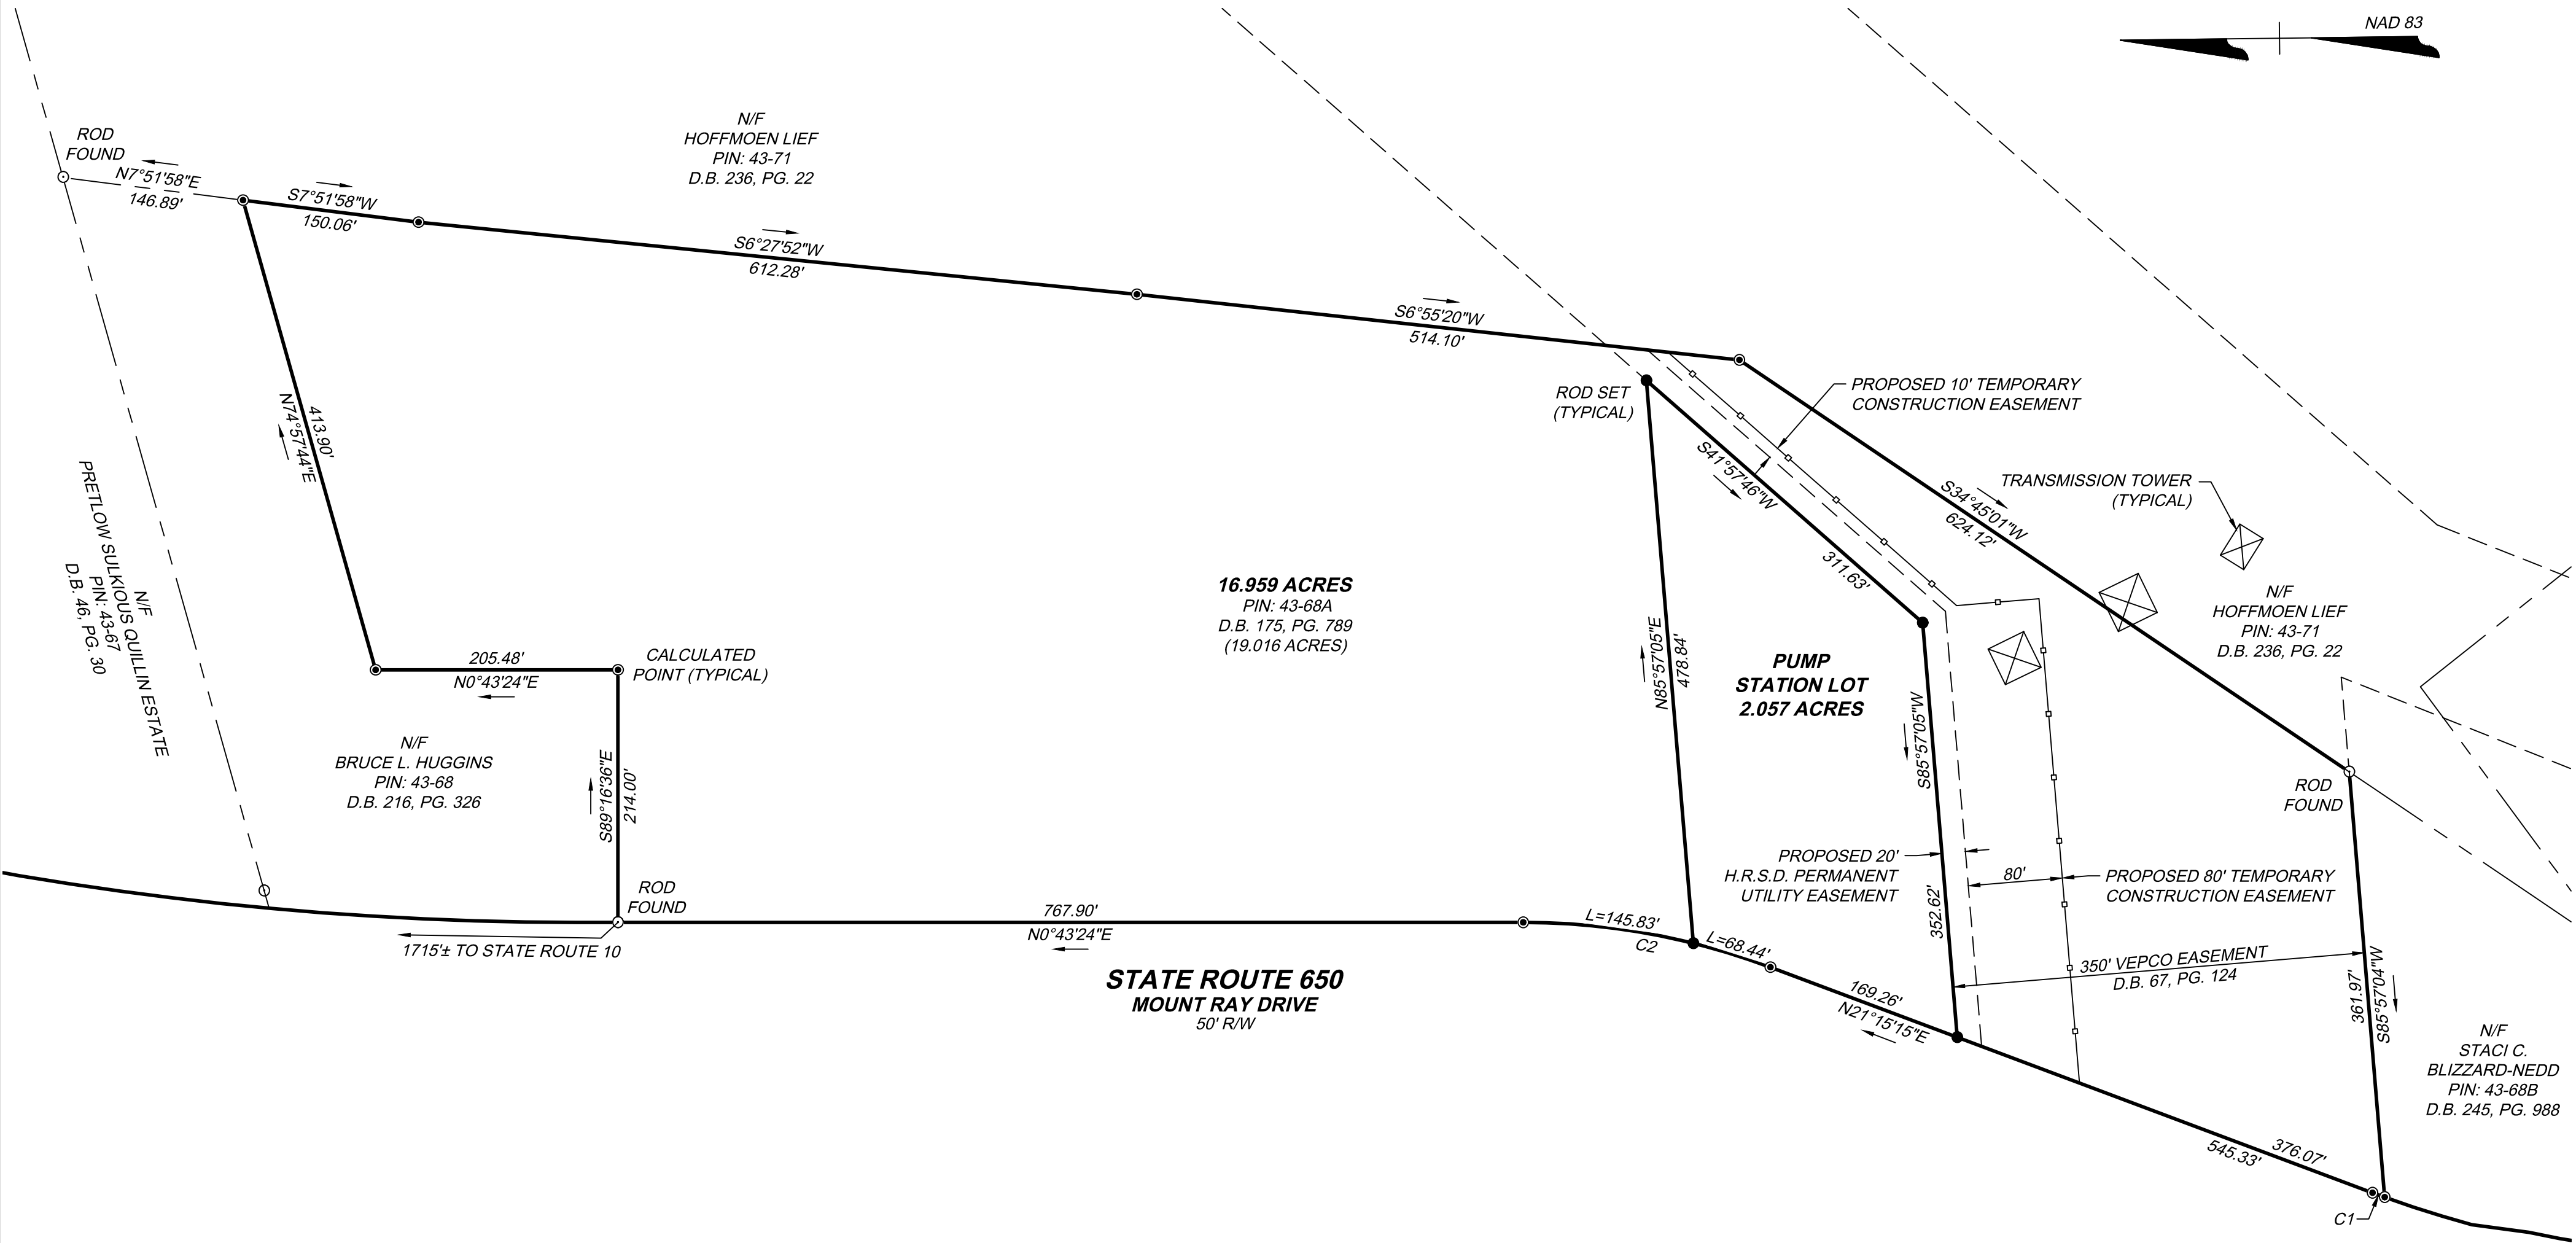 NAD 83
ROD
FOUND
N7°51'58"E
146.89'
N/F
HOFFMOEN LIEF
PIN: 43-71
D.B. 236, PG. 22
S7°51'58"W
150.06'
S6°27'52"W
612.28'
S6°55'20"W
514.10'
ROD SET
(TYPICAL)
PROPOSED 10' TEMPORARY
CONSTRUCTION EASEMENT
N74°57'44"E
413.90'
S41°57'46"W
311.63'
S34°45'01"W
624.12'
TRANSMISSION TOWER
(TYPICAL)
N/F
PRETLOW SULKIOUS QUILLIN ESTATE
PIN: 43-67
D.B. 46, PG. 30
16.959 ACRES
PIN: 43-68A
D.B. 175, PG. 789
(19.016 ACRES)
N/F
HOFFMOEN LIEF
PIN: 43-71
D.B. 236, PG. 22
205.48'
N0°43'24"E
CALCULATED
POINT (TYPICAL)
N85°57'05"E
478.84'
PUMP
STATION LOT
2.057 ACRES
S85°57'05"W
352.62'
N/F
BRUCE L. HUGGINS
PIN: 43-68
D.B. 216, PG. 326
S89°16'36"E
214.00'
ROD
FOUND
ROD
FOUND
PROPOSED 20'
H.R.S.D. PERMANENT
UTILITY EASEMENT
80'
PROPOSED 80' TEMPORARY
CONSTRUCTION EASEMENT
767.90'
N0°43'24"E
L=145.83'
C2
L=68.44'
1715'± TO STATE ROUTE 10
STATE ROUTE 650
MOUNT RAY DRIVE
50' R/W
169.26'
N21°15'15"E
350' VEPCO EASEMENT
D.B. 67, PG. 124
361.97'
S85°57'04"W
N/F
STACI C.
BLIZZARD-NEDD
PIN: 43-68B
D.B. 245, PG. 988
376.07'
545.33'
C1